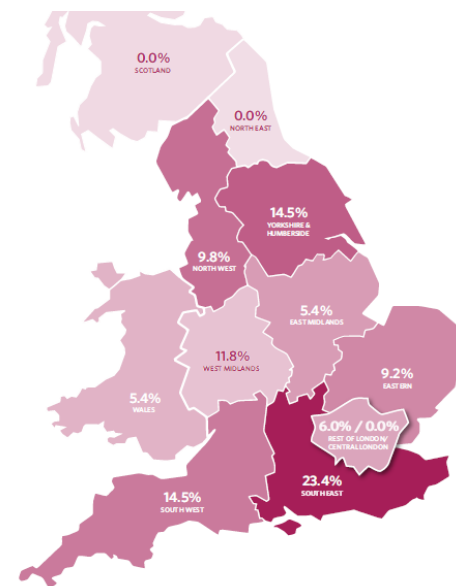 0.0%
SCOTLAND
0.0%
NORTH EAST
14.5%
YORKSHIRE &
HUMBERSIDE
9.8%
NORTH WEST
5.4%
EAST MIDLANDS
11.8%
WEST MIDLANDS
9.2%
EASTERN
5.4%
WALES
6.0% / 0.0%
REST OF LONDON/
CENTRAL LONDON
23.4%
SOUTH EAST
14.5%
SOUTH WEST